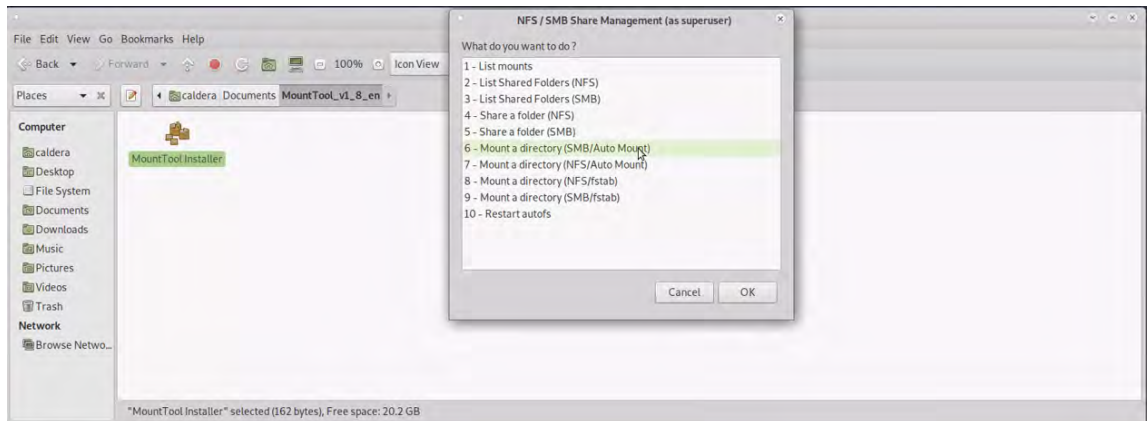 NFS / SMB Share Management (as superuser)
File Edit View Go Bookmarks Help
Back Forward 100% Icon View
Places caldera Documents MountTool_v1_8_en
Computer
caldera
Desktop
File System
Documents
Downloads
Music
Pictures
Videos
Trash
Network
Browse Netwo...
MountTool Installer
What do you want to do ?
1 - List mounts
2 - List Shared Folders (NFS)
3 - List Shared Folders (SMB)
4 - Share a folder (NFS)
5 - Share a folder (SMB)
6 - Mount a directory (SMB/Auto Mount)
7 - Mount a directory (NFS/Auto Mount)
8 - Mount a directory (NFS/fstab)
9 - Mount a directory (SMB/fstab)
10 - Restart autofs
Cancel OK
"MountTool Installer" selected (162 bytes), Free space: 20.2 GB